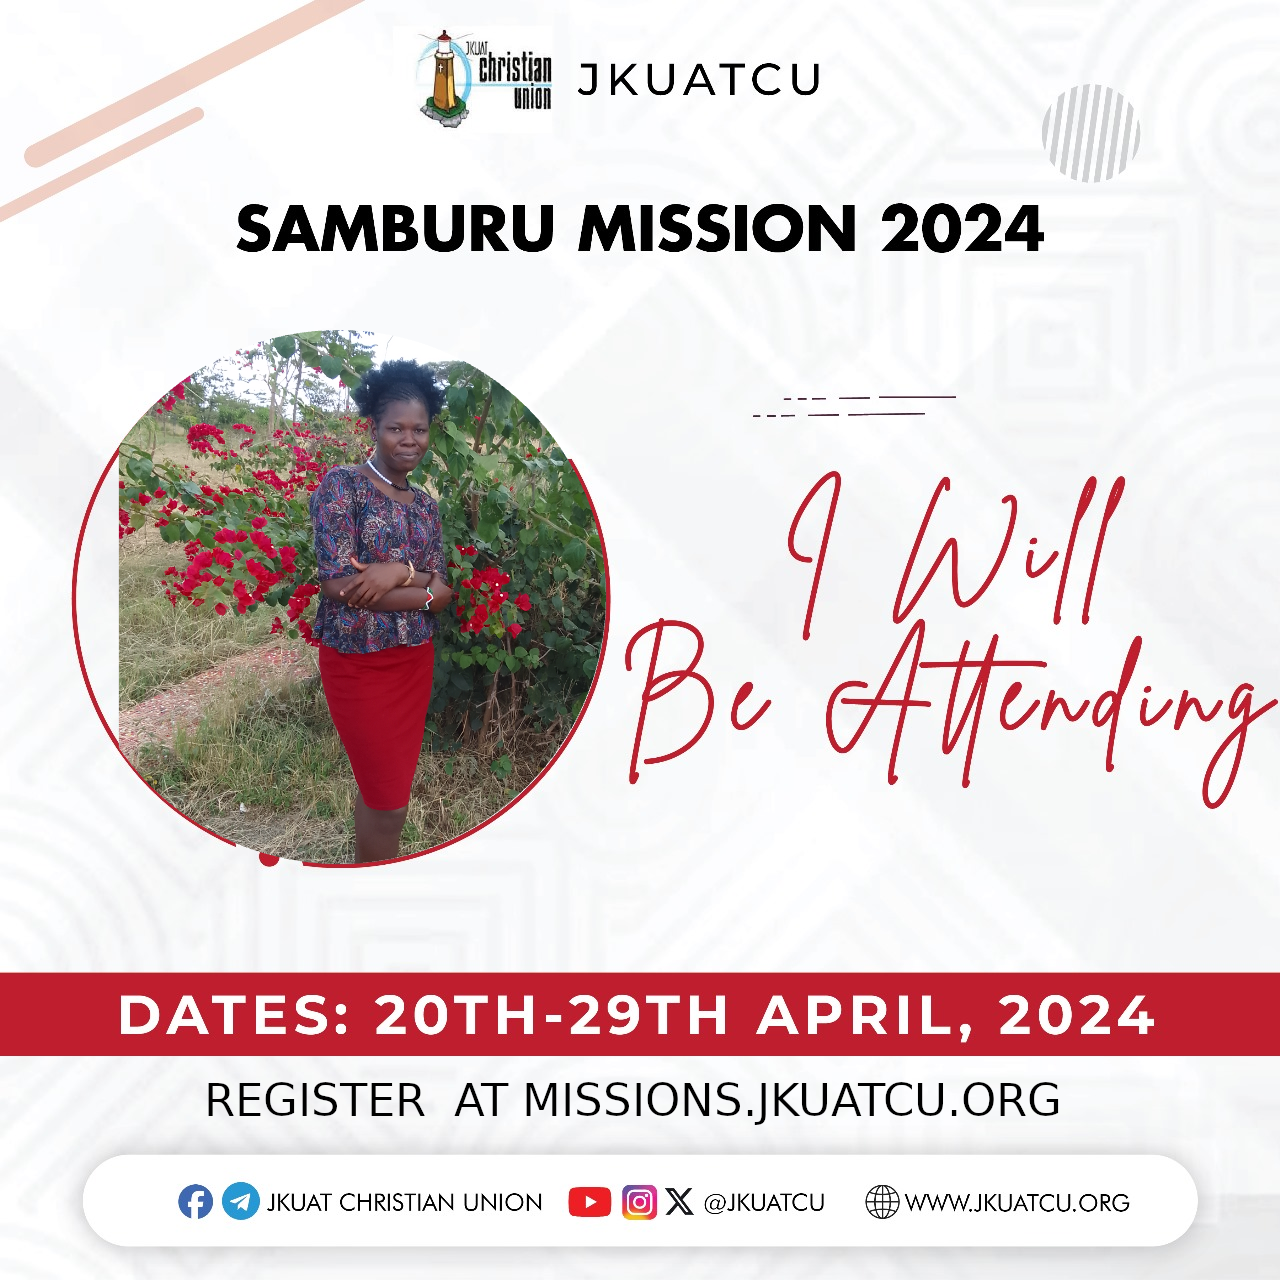 JKUAT
christian
union
JKUATCU
SAMBURU MISSION 2024
I Will
Be Attending
DATES: 20TH-29TH APRIL, 2024
REGISTER  AT MISSIONS.JKUATCU.ORG
JKUAT CHRISTIAN UNION @JKUATCU WWW.JKUATCU.ORG